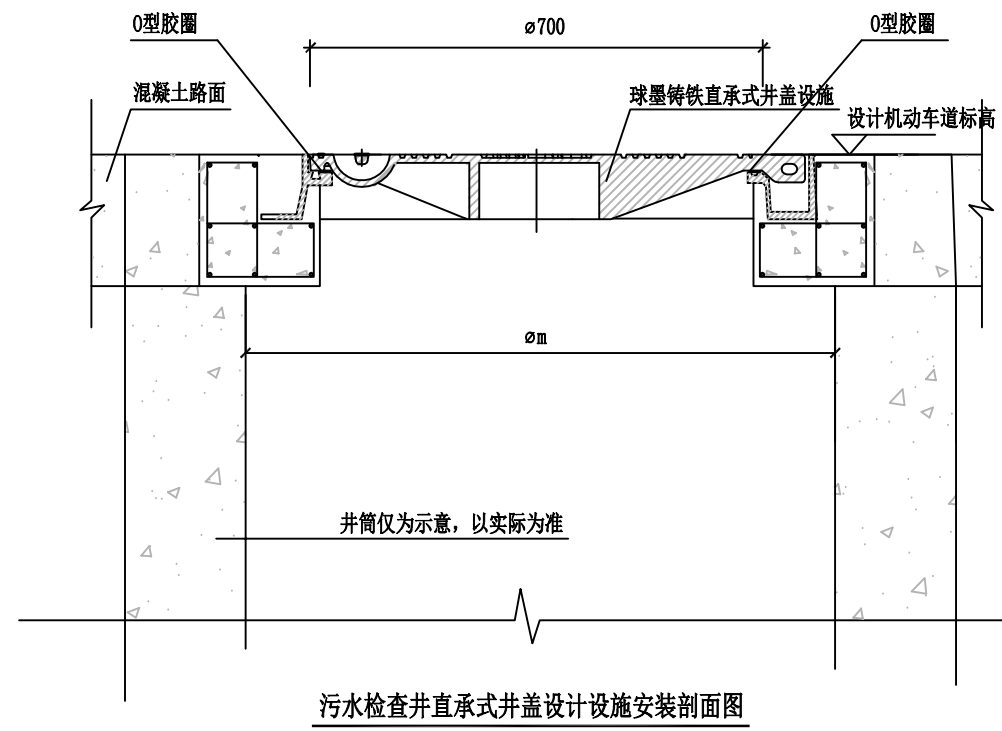 O型胶圈
ø700
O型胶圈
混凝土路面
球墨铸铁直承式井盖设施
设计机动车道标高
øm
井筒仅为示意，以实际为准
污水检查井直承式井盖设计设施安装剖面图